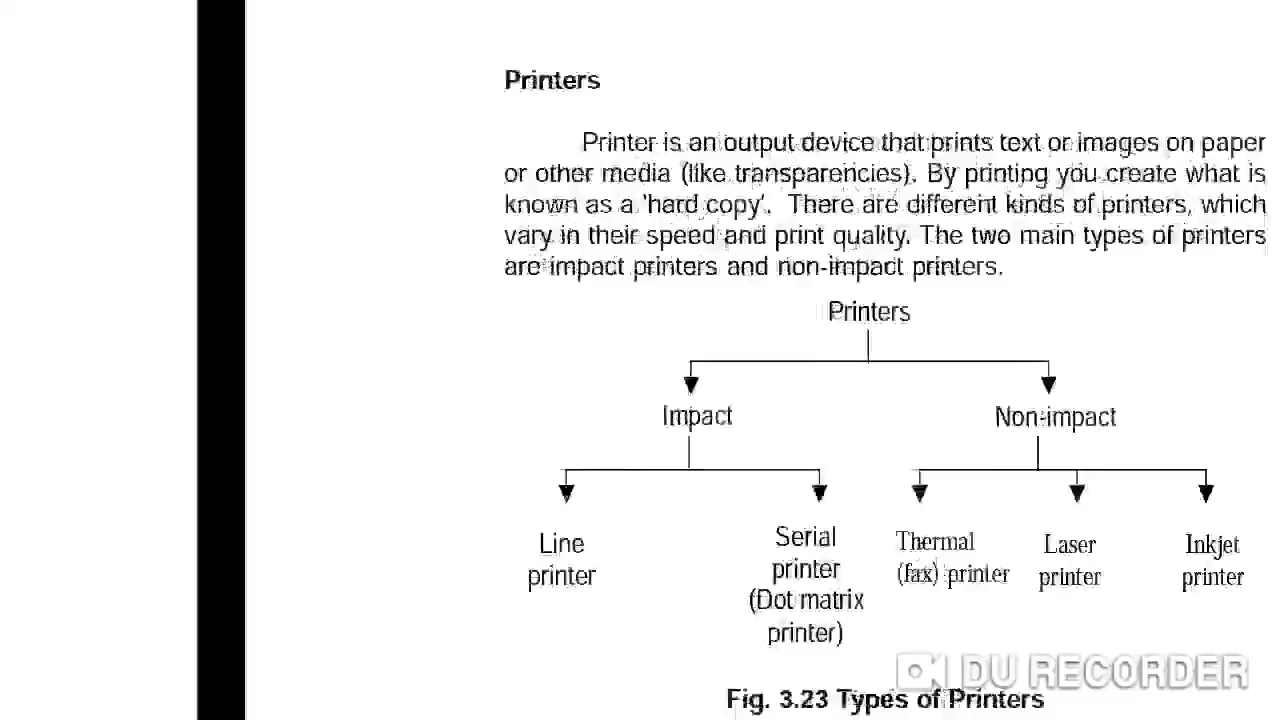 Printers
Printer is an output device that prints text or images on paper
or other media (like transparencies). By printing you create what is
known as a 'hard copy'. There are different kinds of printers, which
vary in their speed and print quality. The two main types of printers
are impact printers and non-impact printers.
Printers
Impact
Non-impact
Line
printer
Serial
printer
(Dot matrix
printer)
Thermal
(fax) printer
Laser
printer
Inkjet
printer
DU RECORDER
Fig. 3.23 Types of Printers